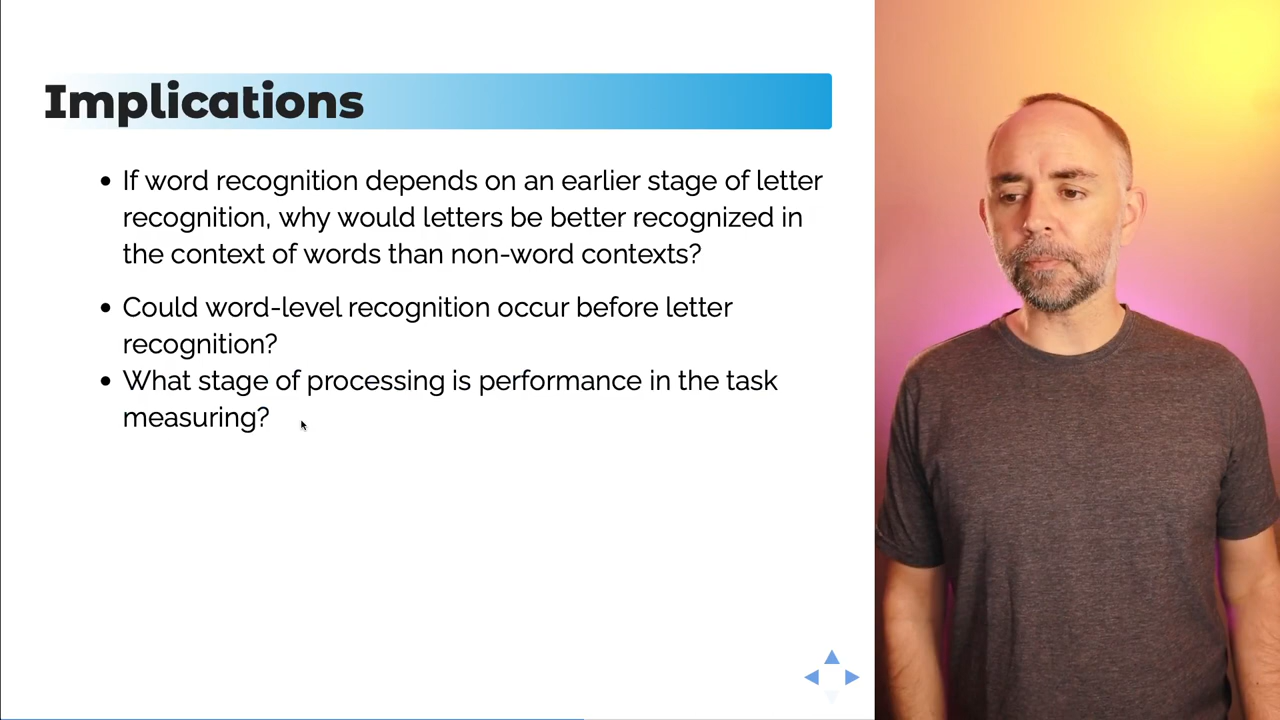 Implications
If word recognition depends on an earlier stage of letter
recognition, why would letters be better recognized in
the context of words than non-word contexts?
Could word-level recognition occur before letter
recognition?
What stage of processing is performance in the task
measuring?